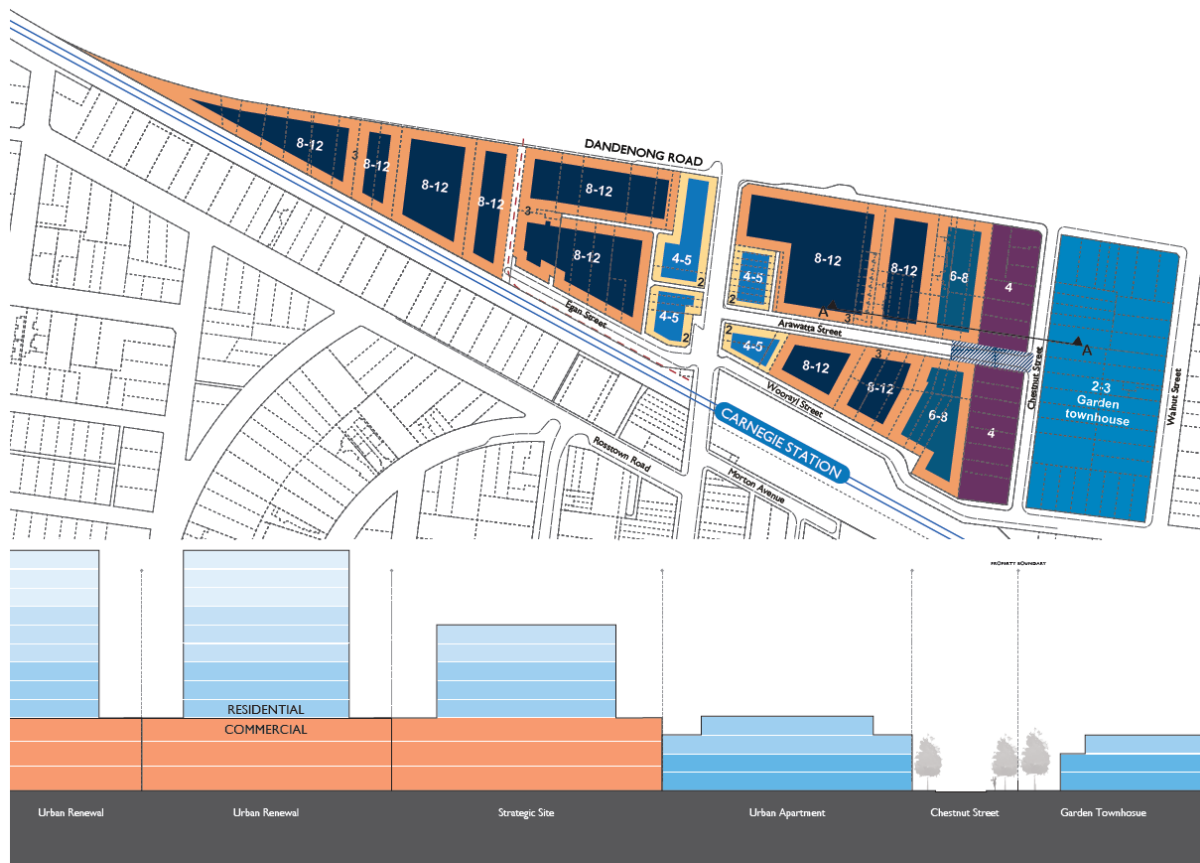 DANDENONG ROAD
8-12
3
8-12
8-12
8-12
8-12
3
8-12
4-5
2
4-5
2
Egan Street
4-5
2
8-12
8-12
6-8
4
A
3
Arawatta Street
A
Chestnut Street
2-3
Garden
townhouse
Walnut Street
2
4-5
8-12
3
8-12
6-8
4
Woorayl Street
CARNEGIE STATION
Rosstown Road
Morton Avenue
PROPERTY BOUNDARY
RESIDENTIAL
COMMERCIAL
Urban Renewal
Urban Renewal
Strategic Site
Urban Apartment
Chestnut Street
Garden Townhosue